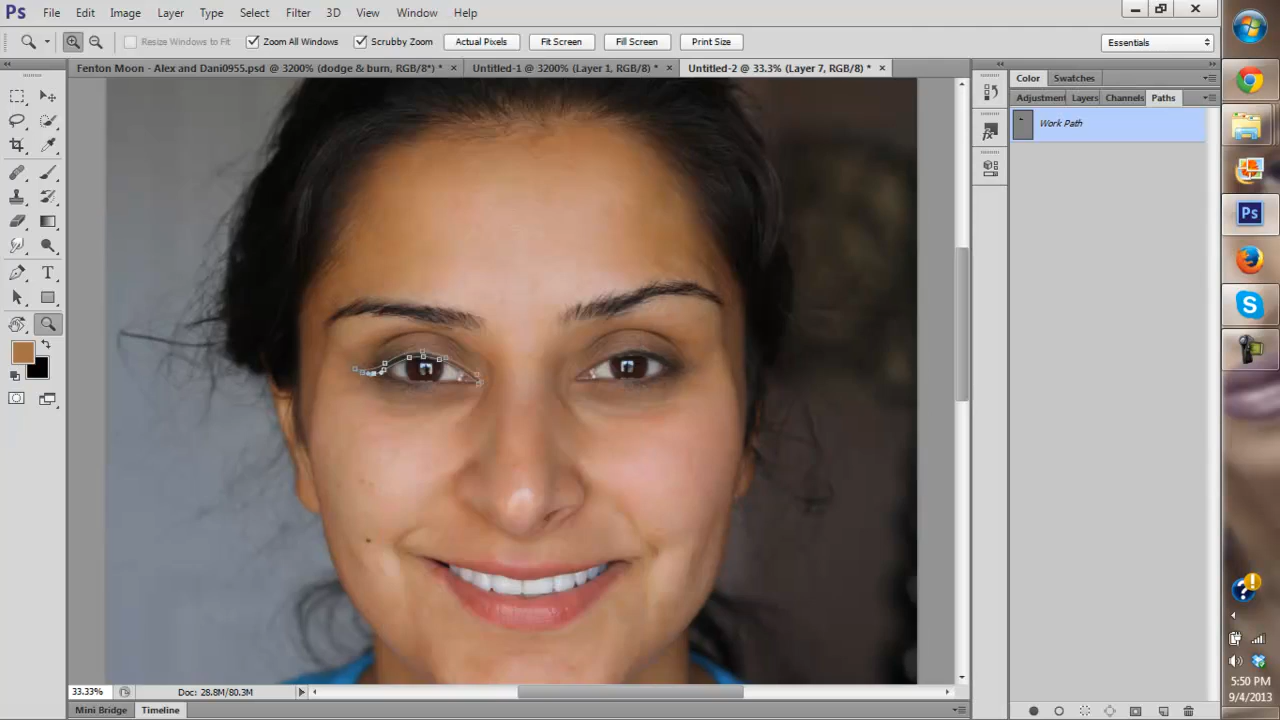 Ps File Edit Image Layer Type Select Filter 3D View Window Help
Resize Windows to Fit Zoom All Windows Scrubby Zoom Actual Pixels Fit Screen Fill Screen Print Size Essentials
Fenton Moon - Alex and Dani0955.psd @ 3200% (dodge & burn, RGB/8*) * × Untitled-1 @ 3200% (Layer 1, RGB/8) * × Untitled-2 @ 33.3% (Layer 7, RGB/8) * ×
Color Swatches
Adjustment Layers Channels Paths
Work Path
Ps
33.33% Doc: 28.8M/80.3M
Mini Bridge Timeline
5:50 PM
9/4/2013